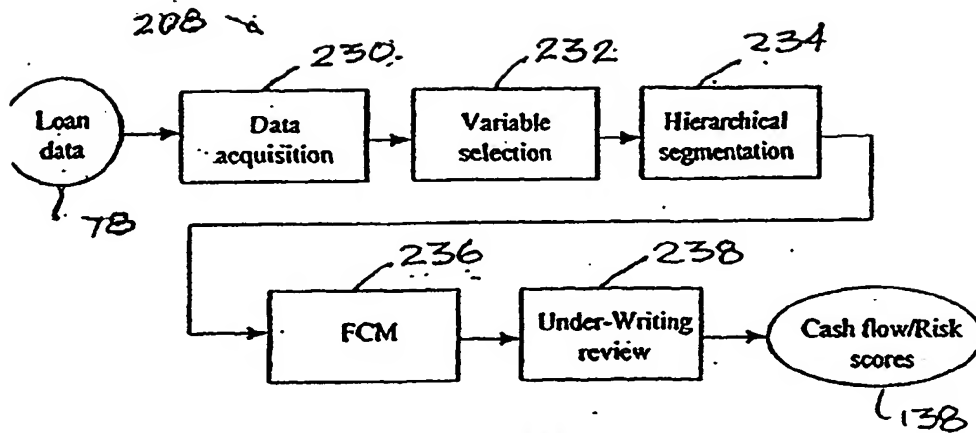 208
230
232
234
Loan
data
Data
acquisition
Variable
selection
Hierarchical
segmentation
78
236
238
FCM
Under-Writing
review
Cash flow/Risk
scores
138